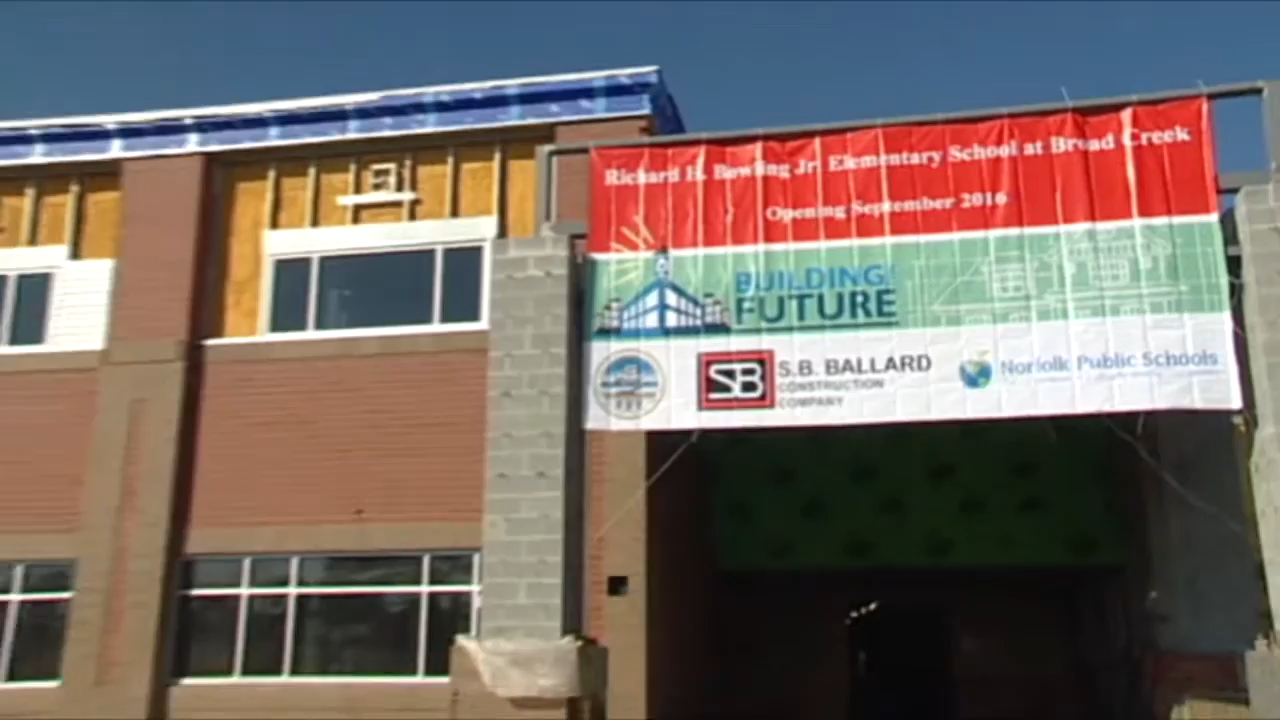 Richard H. Bowling Jr. Elementary School at Broad Creek
Opening September 2016
BUILDING
FUTURE
SB
S.B. BALLARD
CONSTRUCTION
COMPANY
Norfolk Public Schools